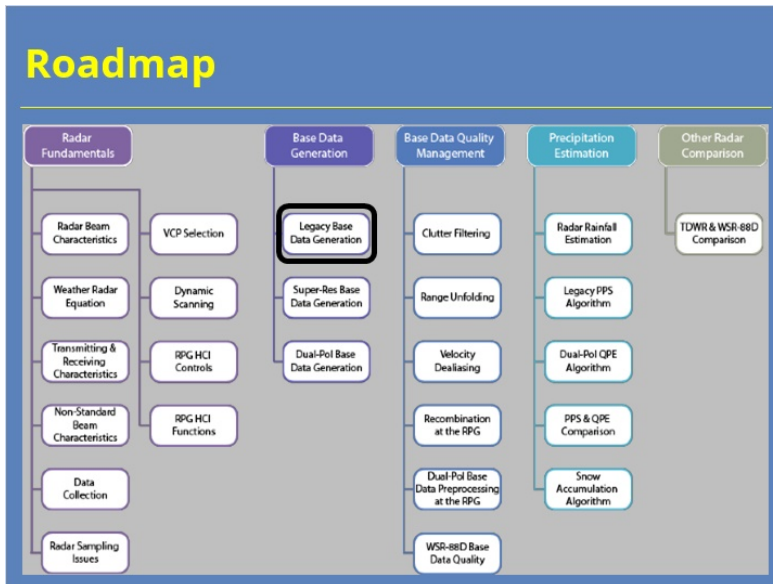 Roadmap
Radar
Fundamentals
Base Data
Generation
Base Data Quality
Management
Precipitation
Estimation
Other Radar
Comparison
Radar Beam
Characteristics
Weather Radar
Equation
Transmitting &
Receiving
Characteristics
Non-Standard
Beam
Characteristics
Data
Collection
Radar Sampling
Issues
VCP Selection
Dynamic
Scanning
RPG HCI
Controls
RPG HCI
Functions
Legacy Base
Data Generation
Super-Res Base
Data Generation
Dual-Pol Base
Data Generation
Clutter Filtering
Range Unfolding
Velocity
Dealiasing
Recombination
at the RPG
Dual-Pol Base
Data Preprocessing
at the RPG
WSR-88D Base
Data Quality
Radar Rainfall
Estimation
Legacy PPS
Algorithm
Dual-Pol QPE
Algorithm
PPS & QPE
Comparison
Snow
Accumulation
Algorithm
TDWR & WSR-88D
Comparison